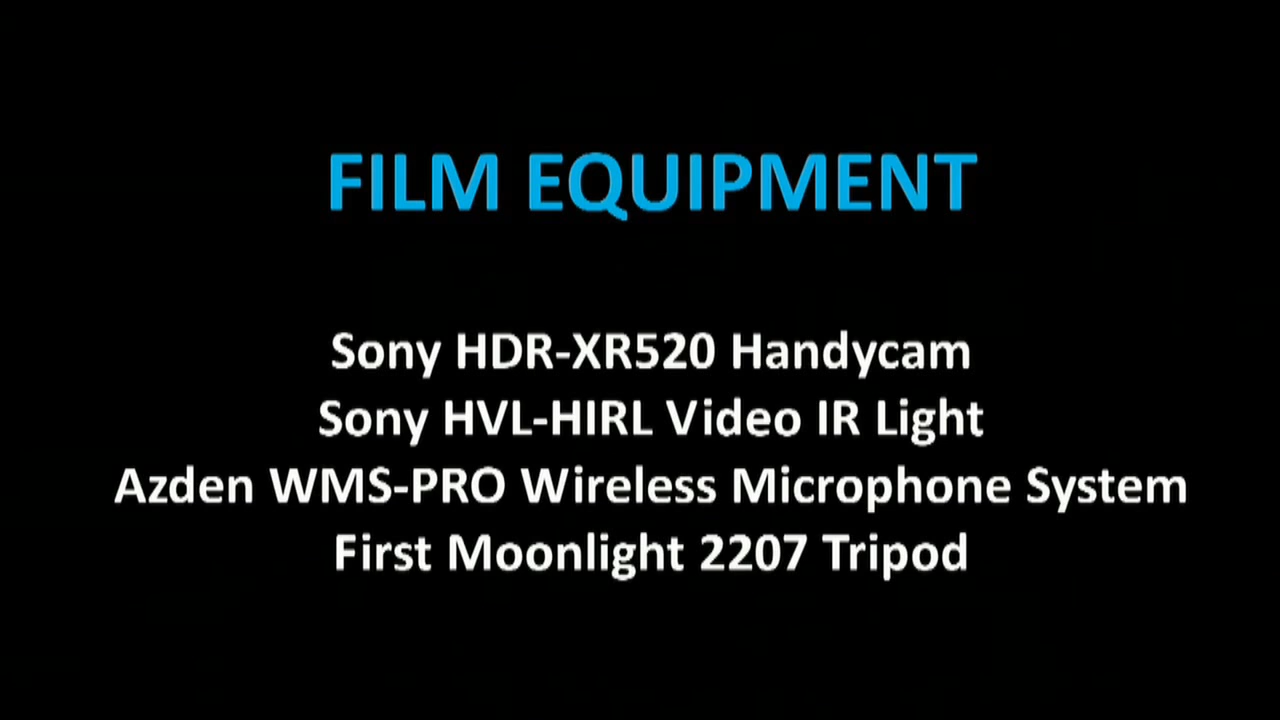 FILM EQUIPMENT
Sony HDR-XR520 Handycam
Sony HVL-HIRL Video IR Light
Azden WMS-PRO Wireless Microphone System
First Moonlight 2207 Tripod